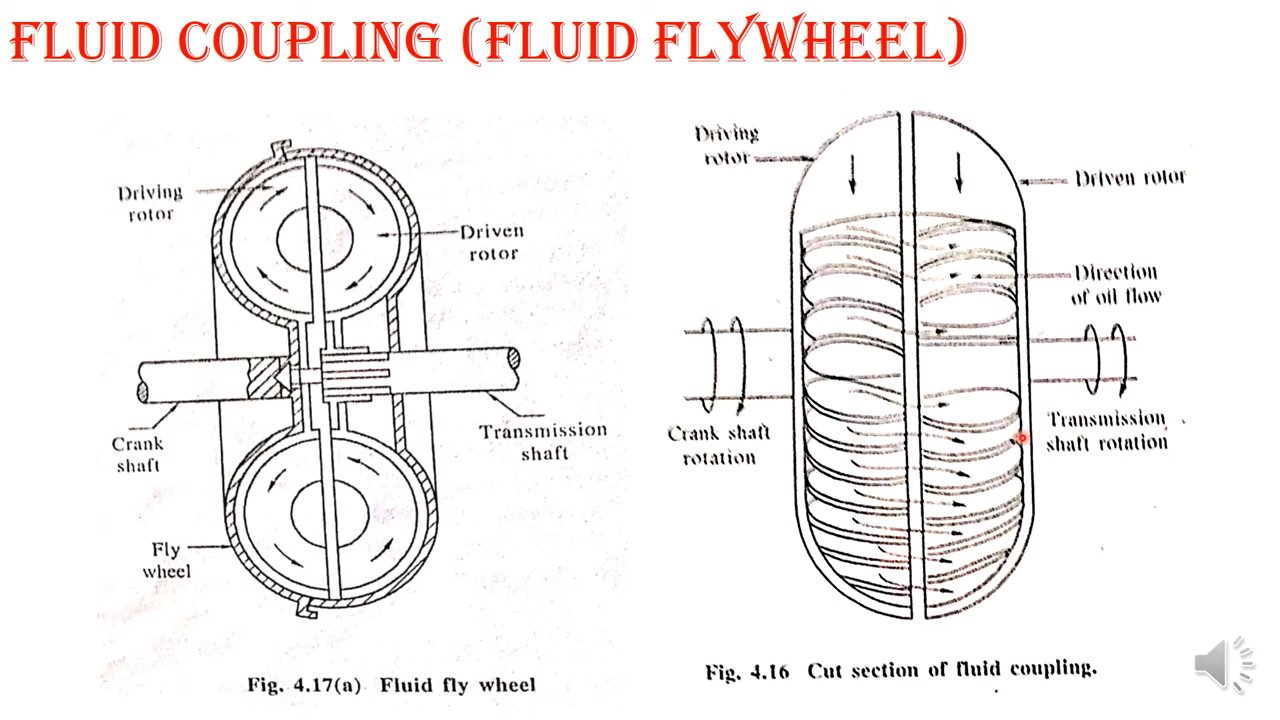 FLUID COUPLING (FLUID FLYWHEEL)
Driving
rotor
Driven
rotor
Crank
shaft
Transmission
shaft
Fly
wheel
Fig. 4.17(a) Fluid fly wheel
Driving
rotor
Driven rotor
Direction
of oil flow
Crank shaft
rotation
Transmission
shaft rotation
Fig. 4.16 Cut section of fluid coupling.